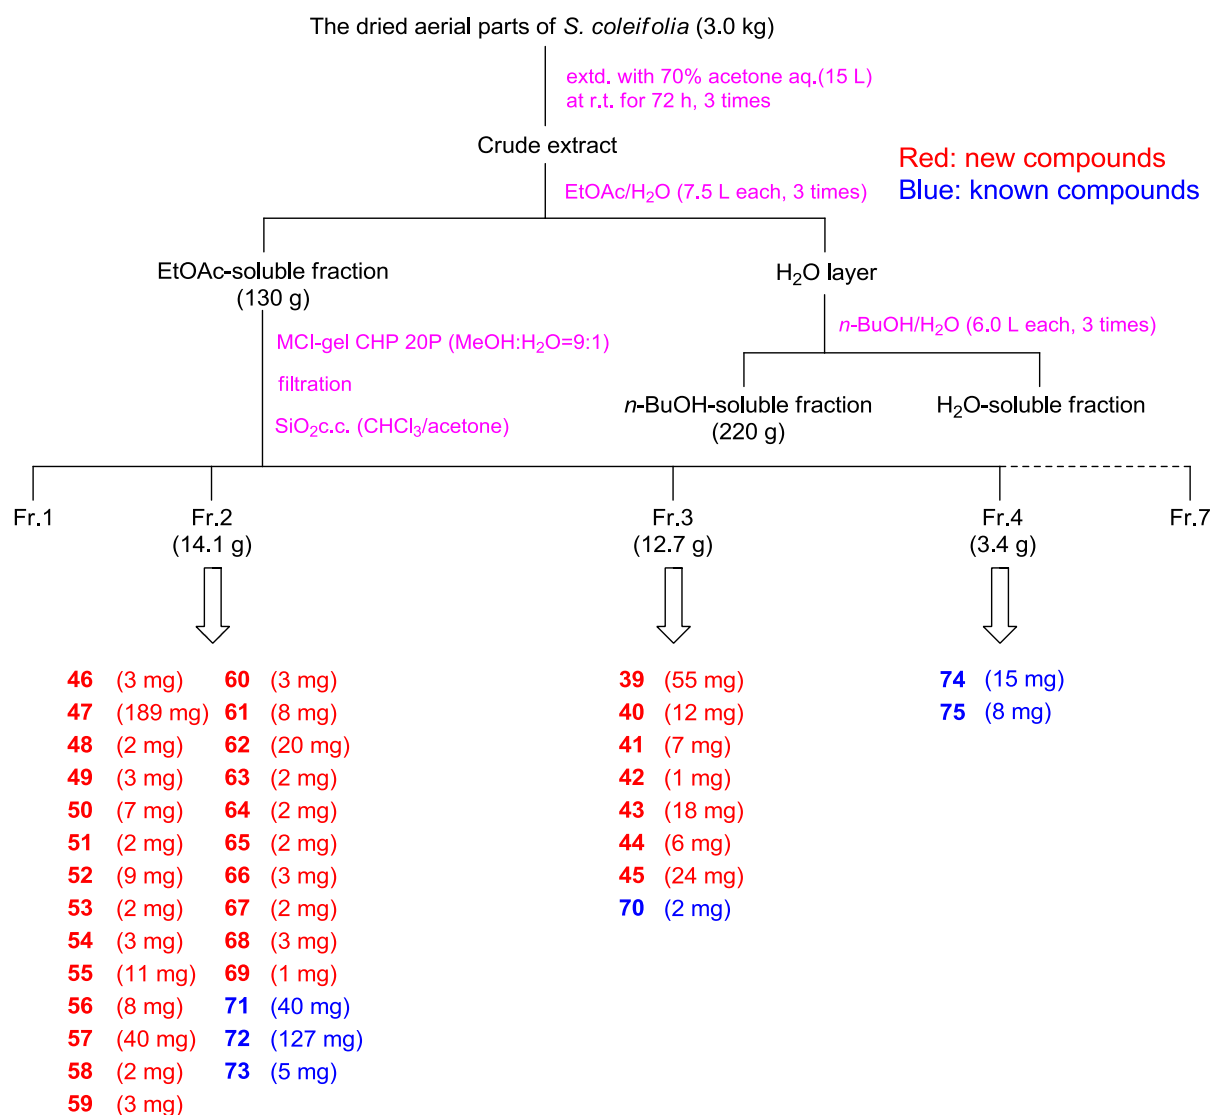 The dried aerial parts of S. coleifolia (3.0 kg)
extd. with 70% acetone aq.(15 L)
at r.t. for 72 h, 3 times
Crude extract
Red: new compounds
Blue: known compounds
EtOAc/H₂O (7.5 L each, 3 times)
EtOAc-soluble fraction
(130 g)
H₂O layer
MCI-gel CHP 20P (MeOH:H₂O=9:1)
filtration
SiO₂c.c. (CHCl₃/acetone)
n-BuOH/H₂O (6.0 L each, 3 times)
n-BuOH-soluble fraction
(220 g)
H₂O-soluble fraction
Fr.1
Fr.2
(14.1 g)
Fr.3
(12.7 g)
Fr.4
(3.4 g)
Fr.7
46 (3 mg)
47 (189 mg)
48 (2 mg)
49 (3 mg)
50 (7 mg)
51 (2 mg)
52 (9 mg)
53 (2 mg)
54 (3 mg)
55 (11 mg)
56 (8 mg)
57 (40 mg)
58 (2 mg)
59 (3 mg)
60 (3 mg)
61 (8 mg)
62 (20 mg)
63 (2 mg)
64 (2 mg)
65 (2 mg)
66 (3 mg)
67 (2 mg)
68 (3 mg)
69 (1 mg)
71 (40 mg)
72 (127 mg)
73 (5 mg)
39 (55 mg)
40 (12 mg)
41 (7 mg)
42 (1 mg)
43 (18 mg)
44 (6 mg)
45 (24 mg)
70 (2 mg)
74 (15 mg)
75 (8 mg)